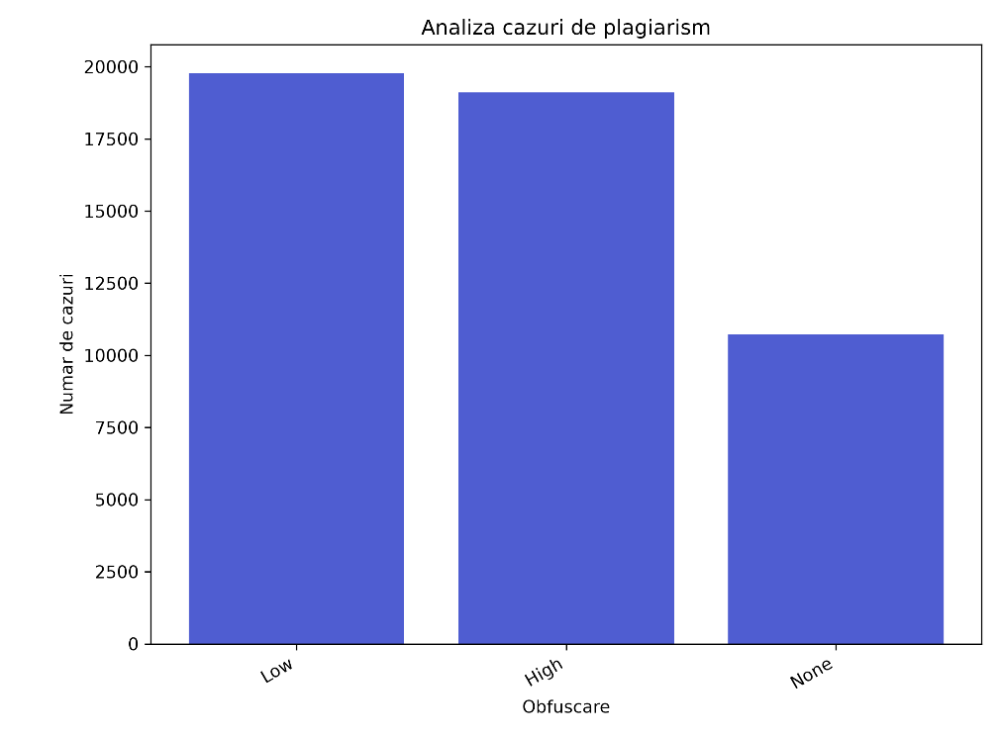 Analiza cazuri de plagiarism
20000
17500
15000
12500
10000
7500
5000
2500
0
Numar de cazuri
Low
High
None
Obfuscare